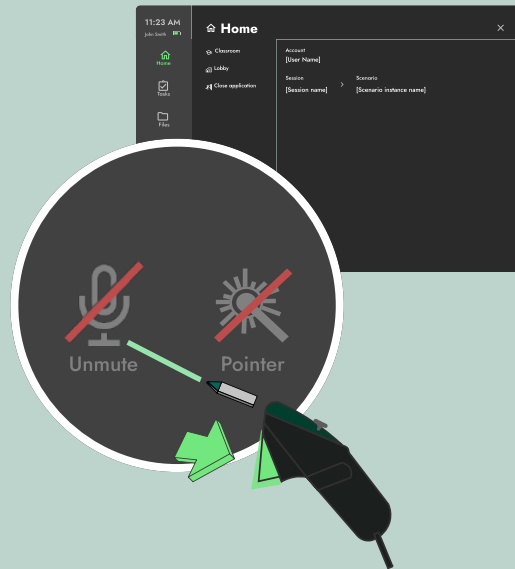 11:23 AM
John Smith
Home
Tasks
Files
Home
Classroom
Lobby
Close application
Account
[User Name]
Session
Scenario
[Session name]
[Scenario instance name]
Unmute
Pointer